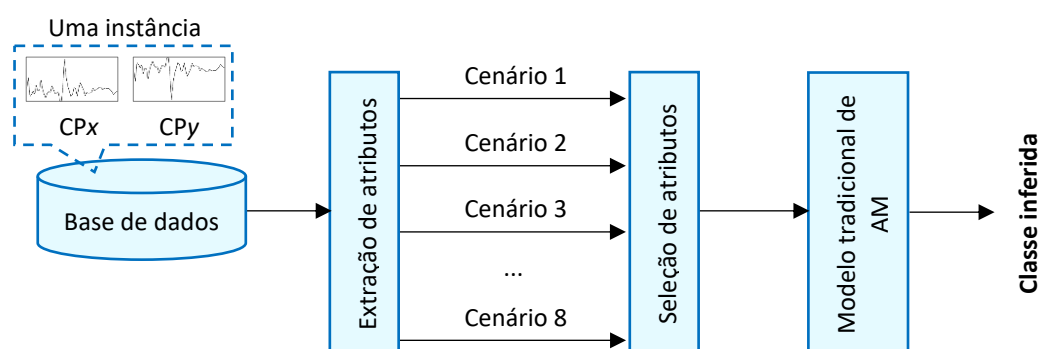 Uma instância
CPx
CPy
Base de dados
Extração de atributos
Cenário 1
Cenário 2
Cenário 3
...
Cenário 8
Seleção de atributos
Modelo tradicional de
AM
Classe inferida